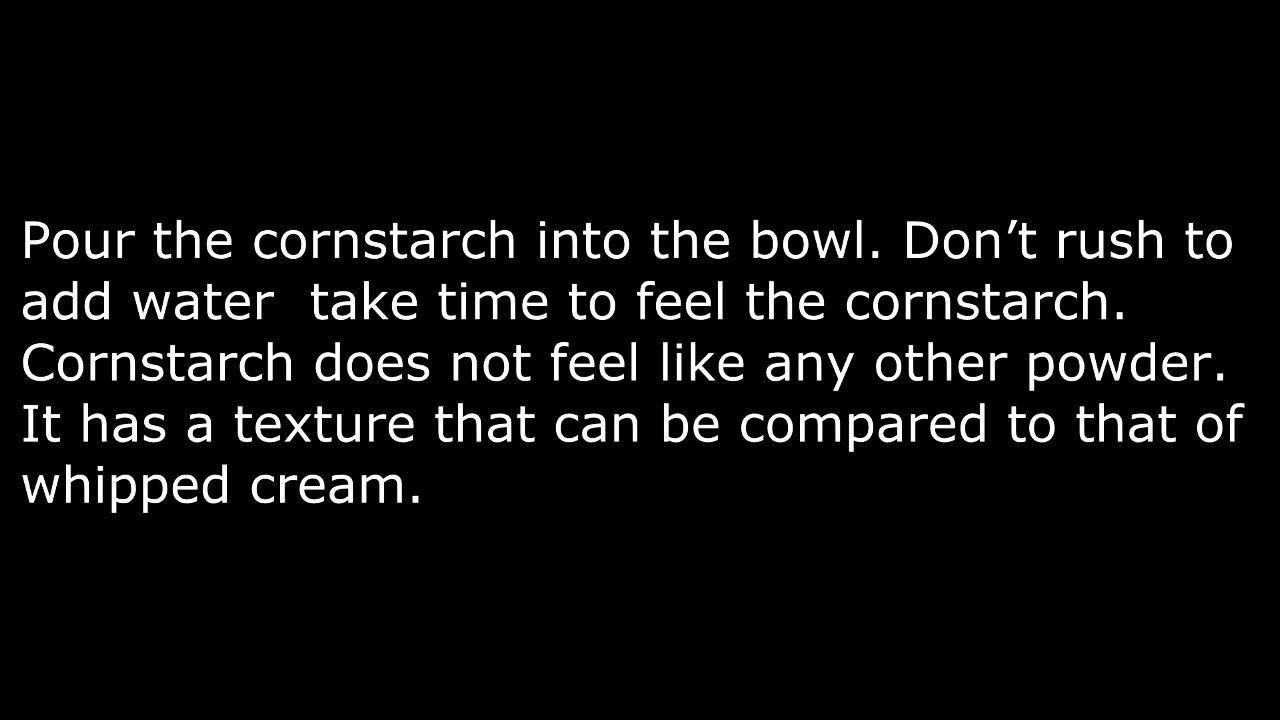 Pour the cornstarch into the bowl. Don’t rush to
add water  take time to feel the cornstarch.
Cornstarch does not feel like any other powder.
It has a texture that can be compared to that of
whipped cream.